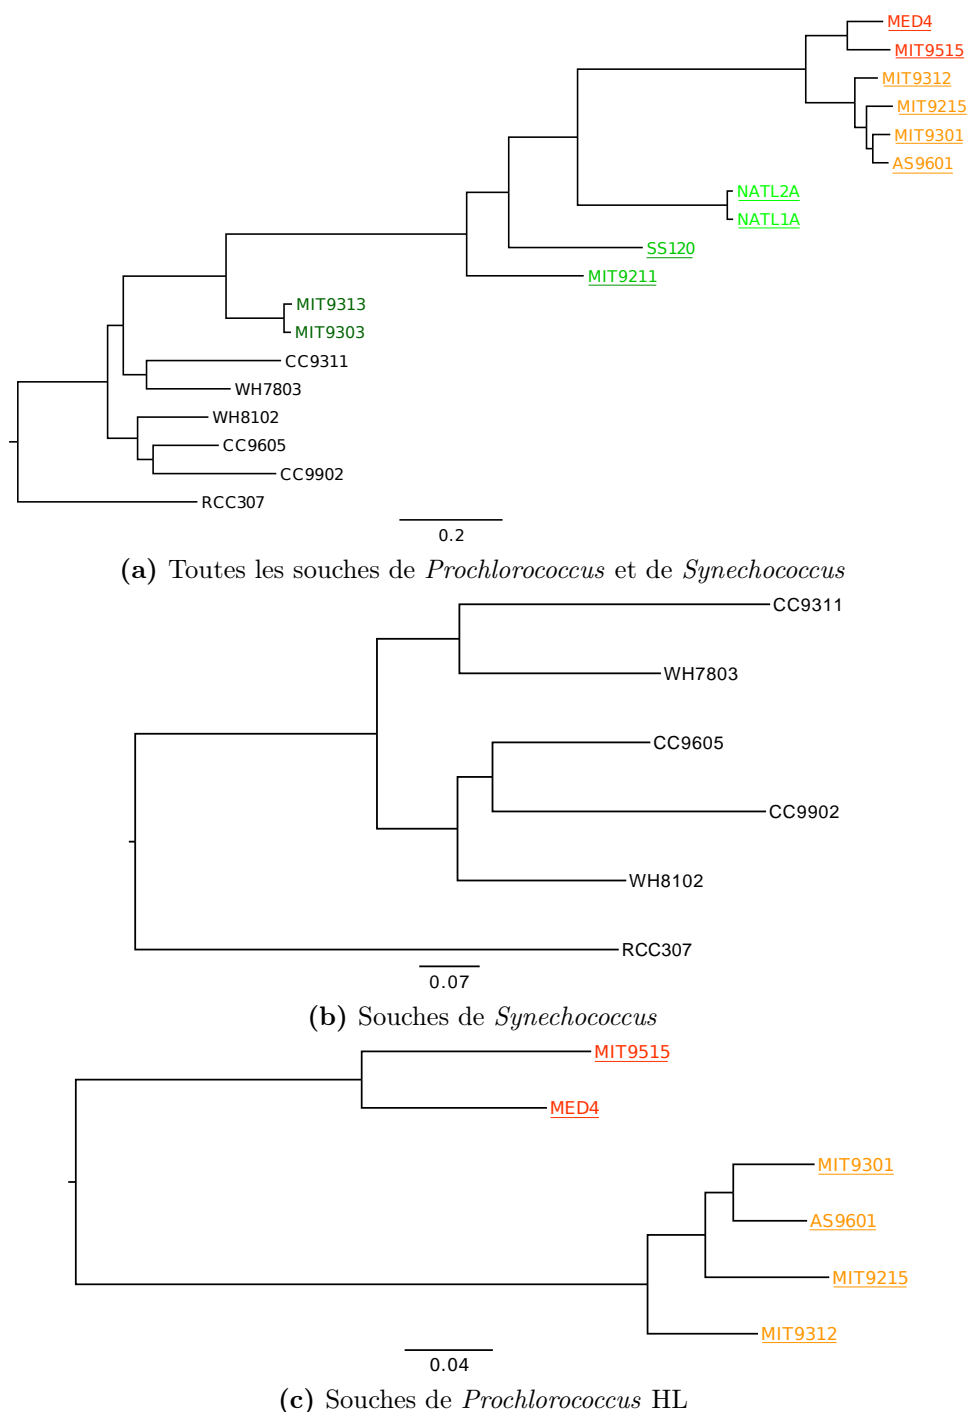 MED4
MIT9515
MIT9312
MIT9215
MIT9301
AS9601
NATL2A
NATL1A
SS120
MIT9211
MIT9313
MIT9303
CC9311
WH7803
WH8102
CC9605
CC9902
RCC307
0.2
(a) Toutes les souches de Prochlorococcus et de Synechococcus
CC9311
WH7803
CC9605
CC9902
WH8102
RCC307
0.07
(b) Souches de Synechococcus
MIT9515
MED4
MIT9301
AS9601
MIT9215
MIT9312
0.04
(c) Souches de Prochlorococcus HL